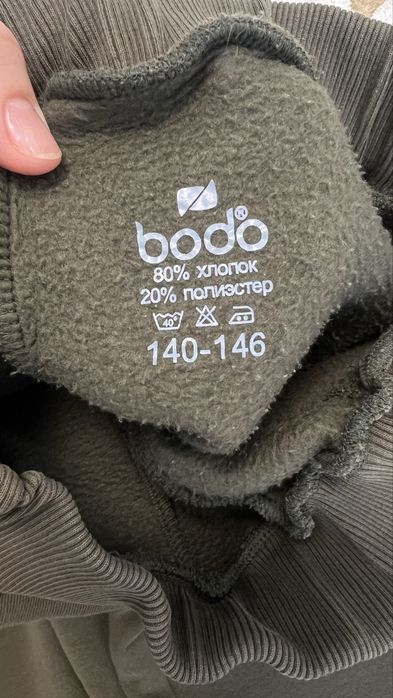 bodo®
80% хлопок
20% полиэстер
40°
140-146